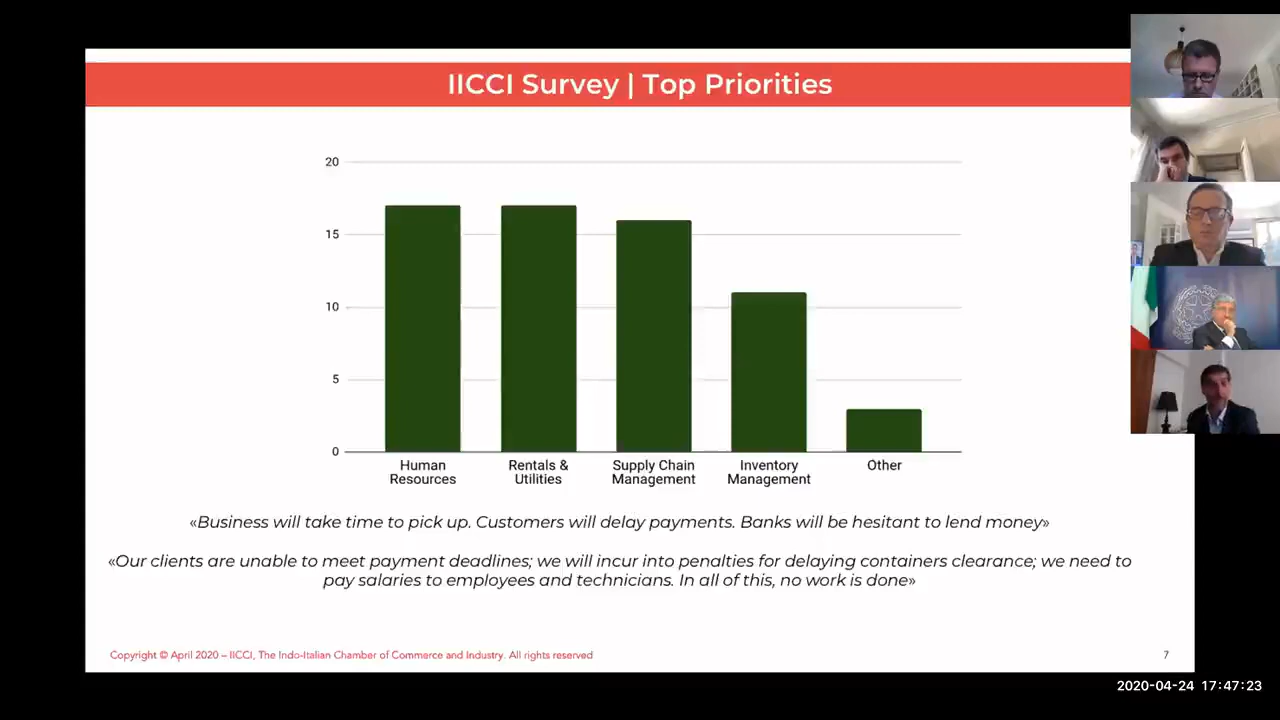 IICCI Survey | Top Priorities
20
15
10
5
0
Human
Resources
Rentals &
Utilities
Supply Chain
Management
Inventory
Management
Other
«Business will take time to pick up. Customers will delay payments. Banks will be hesitant to lend money»
«Our clients are unable to meet payment deadlines; we will incur into penalties for delaying containers clearance; we need to
pay salaries to employees and technicians. In all of this, no work is done»
Copyright © April 2020 – IICCI, The Indo-Italian Chamber of Commerce and Industry. All rights reserved
7
2020-04-24 17:47:23